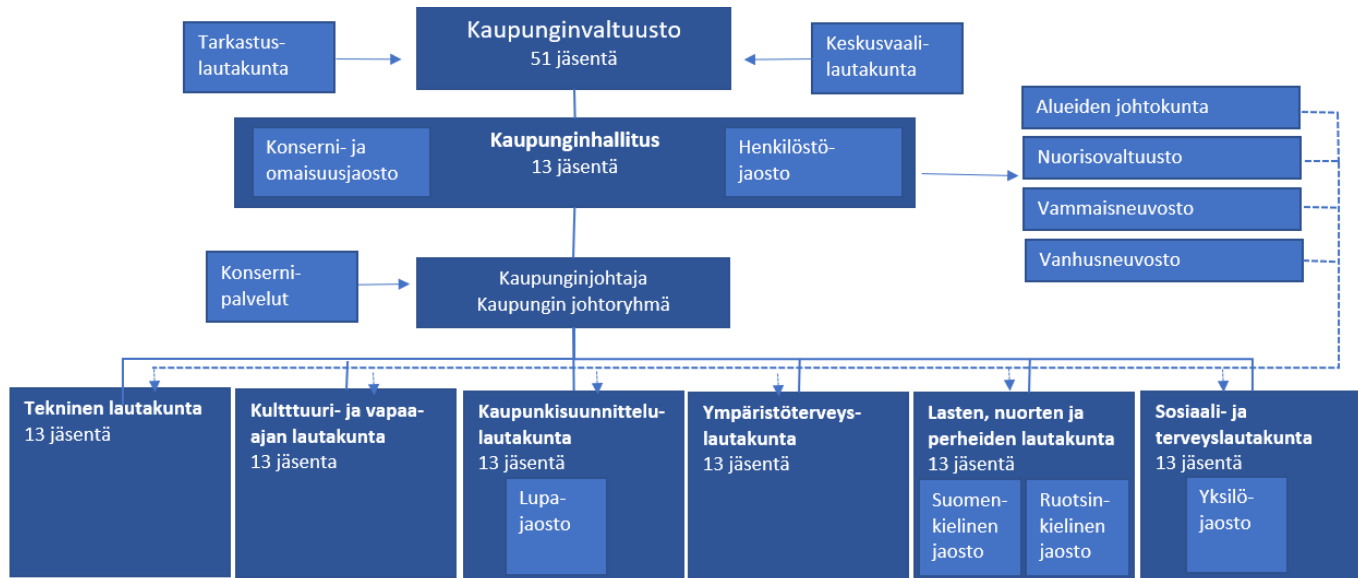 Kaupunginvaltuusto
51 jäsentä
Tarkastus-
lautakunta
Keskusvaali-
lautakunta
Kaupunginhallitus
13 jäsentä
Konserni- ja
omaisuusjaosto
Henkilöstö-
jaosto
Alueiden johtokunta
Nuorisovaltuusto
Vammaisneuvosto
Vanhusneuvosto
Konserni-
palvelut
Kaupunginjohtaja
Kaupungin johtoryhmä
Tekninen lautakunta
13 jäsentä
Kultttuuri- ja vapaa-
ajan lautakunta
13 jäsenta
Kaupunkisuunnittelu-
lautakunta
13 jäsentä
Lupa-
jaosto
Ympäristöterveys-
lautakunta
13 jäsentä
Lasten, nuorten ja
perheiden lautakunta
13 jäsentä
Suomen-
kielinen
jaosto
Ruotsin-
kielinen
jaosto
Sosiaali- ja
terveyslautakunta
13 jäsentä
Yksilö-
jaosto